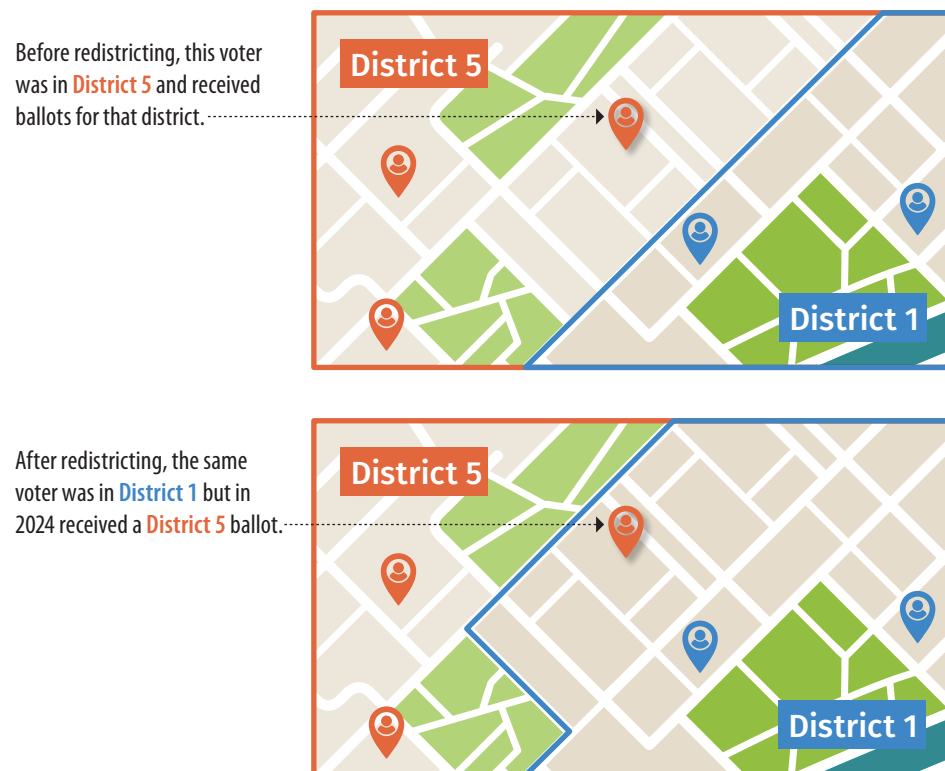 Before redistricting, this voter
was in District 5 and received
ballots for that district.
District 5
District 1
After redistricting, the same
voter was in District 1 but in
2024 received a District 5 ballot.
District 5
District 1